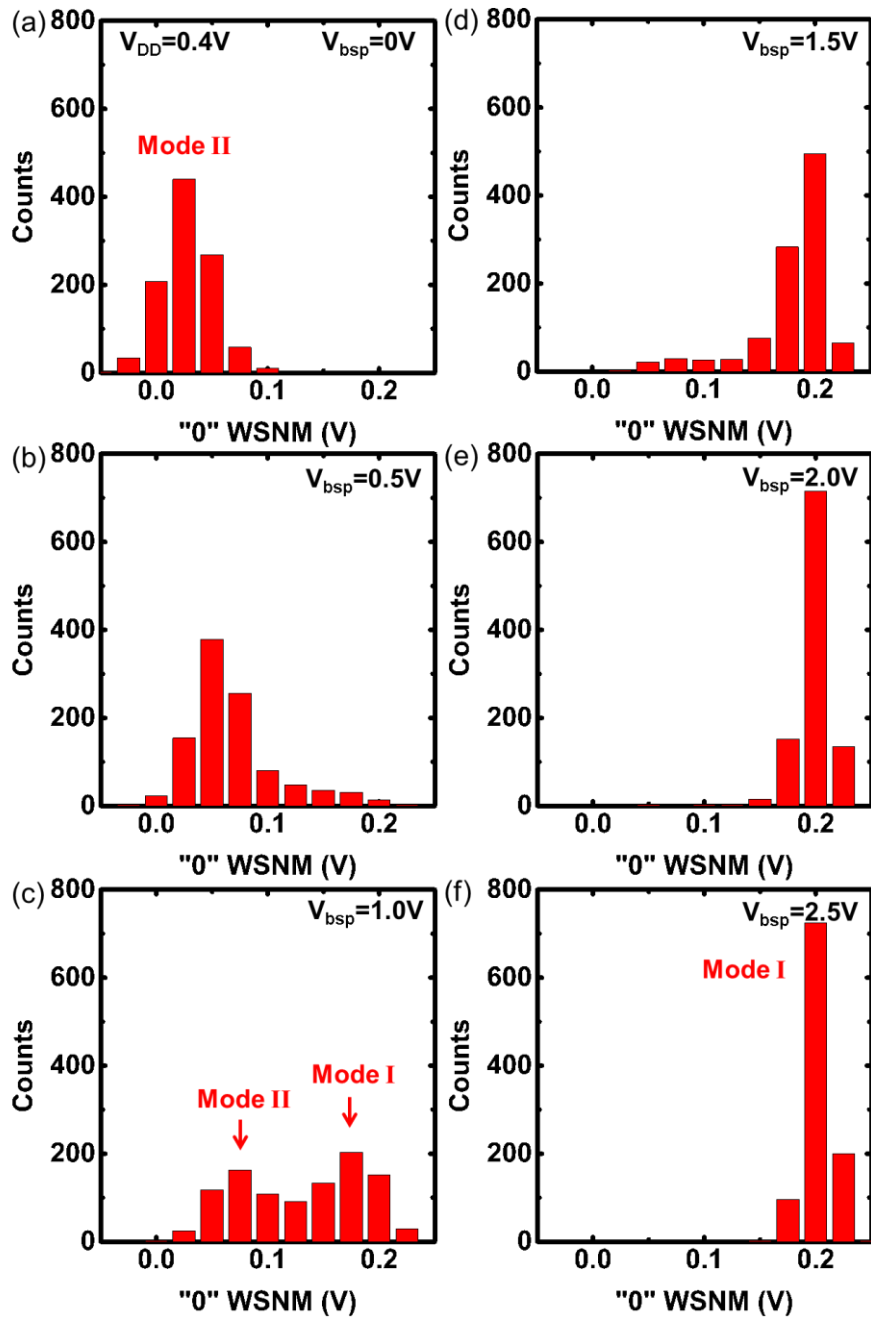 (a)
V_DD=0.4V V_bsp=0V
Mode II
800
600
400
200
0
Counts
0.0 0.1 0.2
"0" WSNM (V)
(d)
V_bsp=1.5V
800
600
400
200
0
Counts
0.0 0.1 0.2
"0" WSNM (V)
(b)
V_bsp=0.5V
800
600
400
200
0
Counts
0.0 0.1 0.2
"0" WSNM (V)
(e)
V_bsp=2.0V
800
600
400
200
0
Counts
0.0 0.1 0.2
"0" WSNM (V)
(c)
V_bsp=1.0V
Mode I
Mode II
800
600
400
200
0
Counts
0.0 0.1 0.2
"0" WSNM (V)
(f)
V_bsp=2.5V
Mode I
800
600
400
200
0
Counts
0.0 0.1 0.2
"0" WSNM (V)